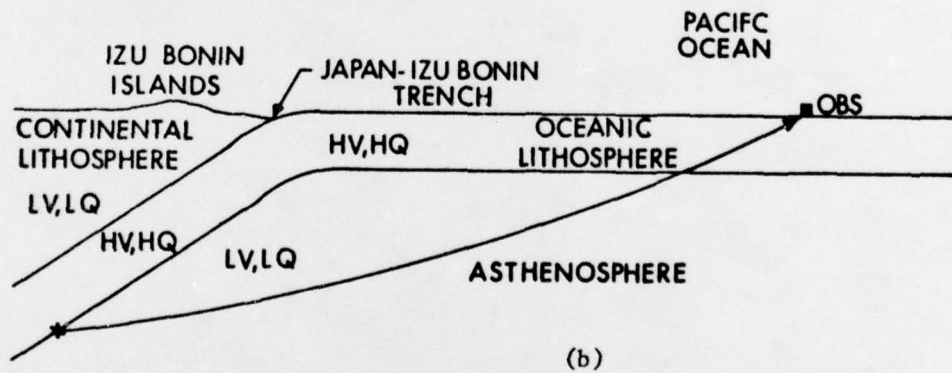 PACIFC
OCEAN
IZU BONIN
ISLANDS
JAPAN-IZU BONIN
TRENCH
OBS
CONTINENTAL
LITHOSPHERE
HV,HQ
OCEANIC
LITHOSPHERE
LV,LQ
HV,HQ
LV,LQ
ASTHENOSPHERE
(b)